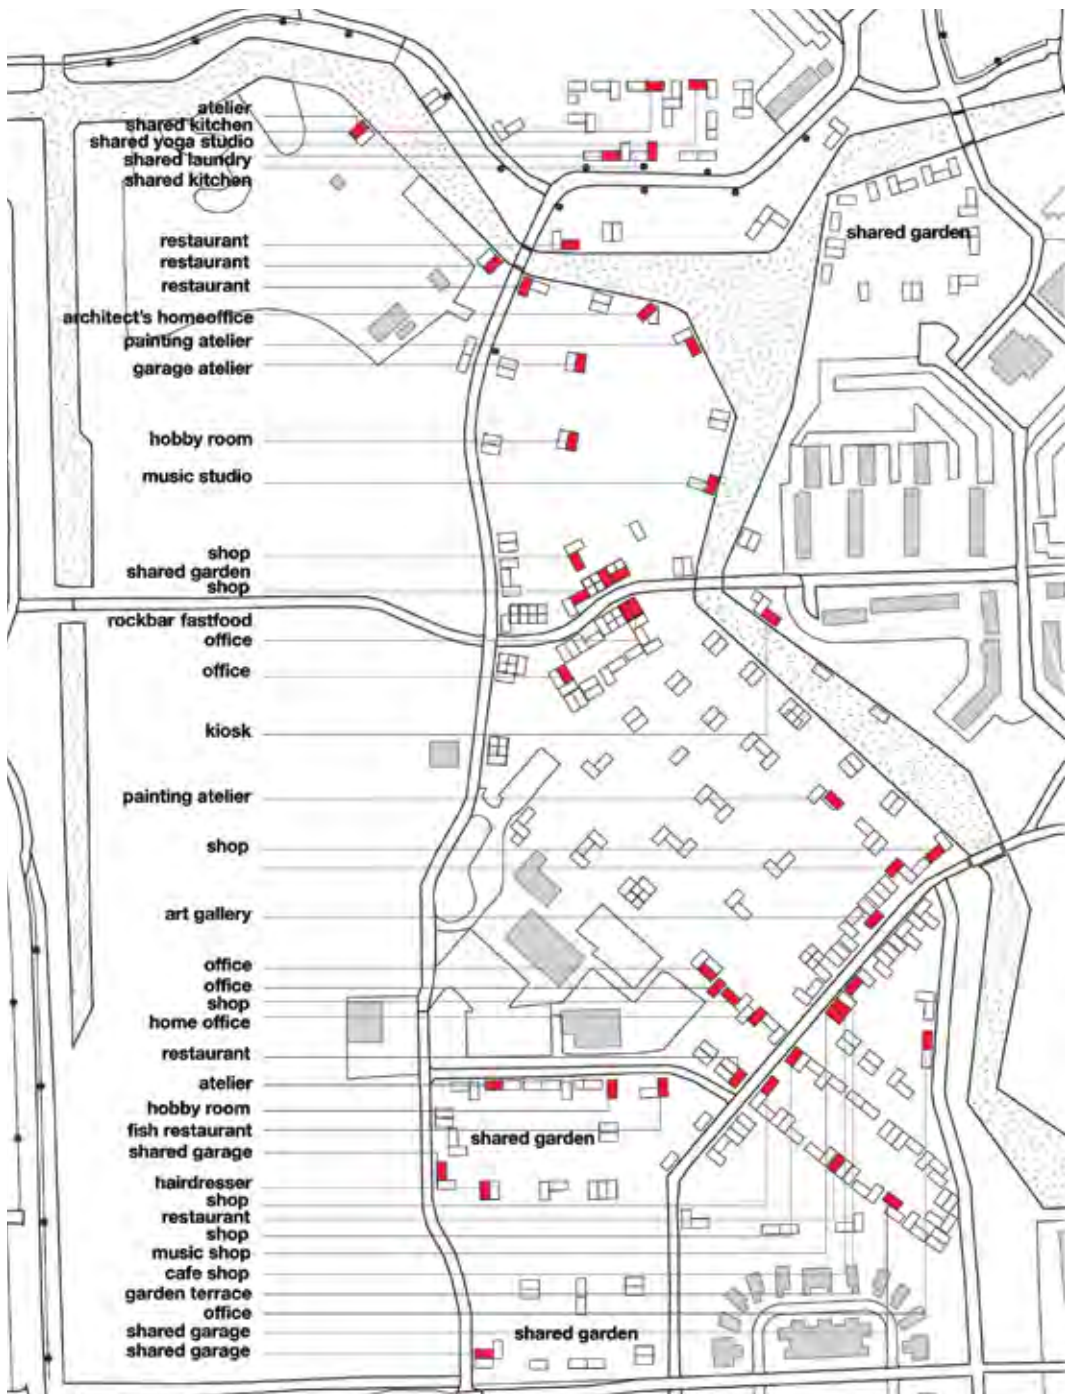 atelier
shared kitchen
shared yoga studio
shared laundry
shared kitchen
restaurant
shared garden
restaurant
restaurant
architect's homeoffice
painting atelier
garage atelier
hobby room
music studio
shop
shared garden
shop
rockbar fastfood
office
office
kiosk
painting atelier
shop
art gallery
office
office
shop
home office
restaurant
atelier
hobby room
fish restaurant
shared garden
shared garage
hairdresser
shop
restaurant
shop
music shop
cafe shop
garden terrace
office
shared garage
shared garden
shared garage